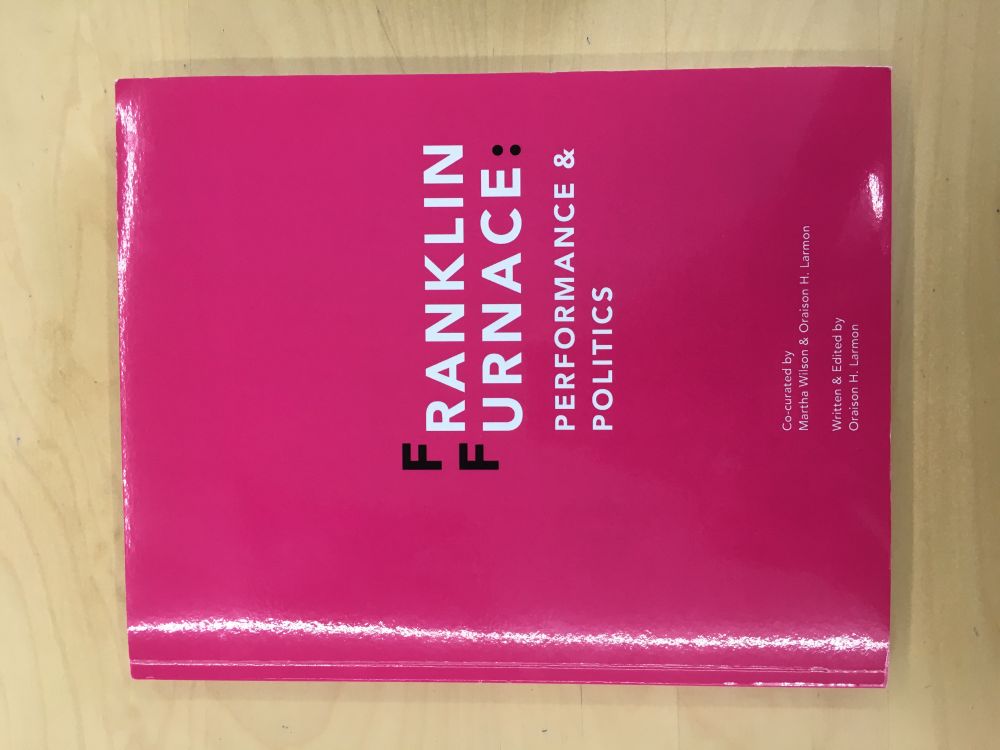 FRANKLIN
FURNACE:
PERFORMANCE &
POLITICS
Co-curated by
Martha Wilson & Oraison H. Larmon
Written & Edited by
Oraison H. Larmon